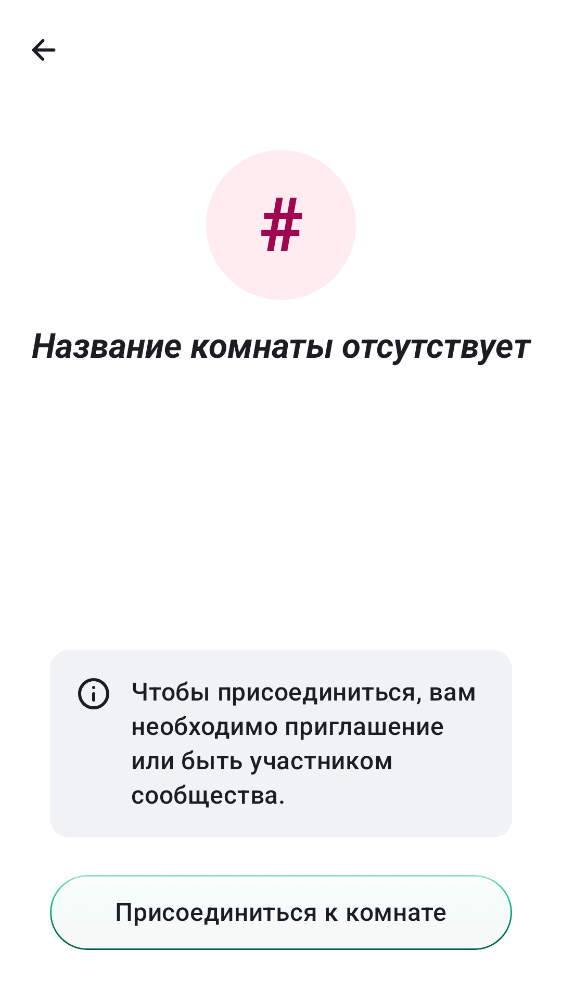 #
Название комнаты отсутствует
Чтобы присоединиться, вам
необходимо приглашение
или быть участником
сообщества.
Присоединиться к комнате